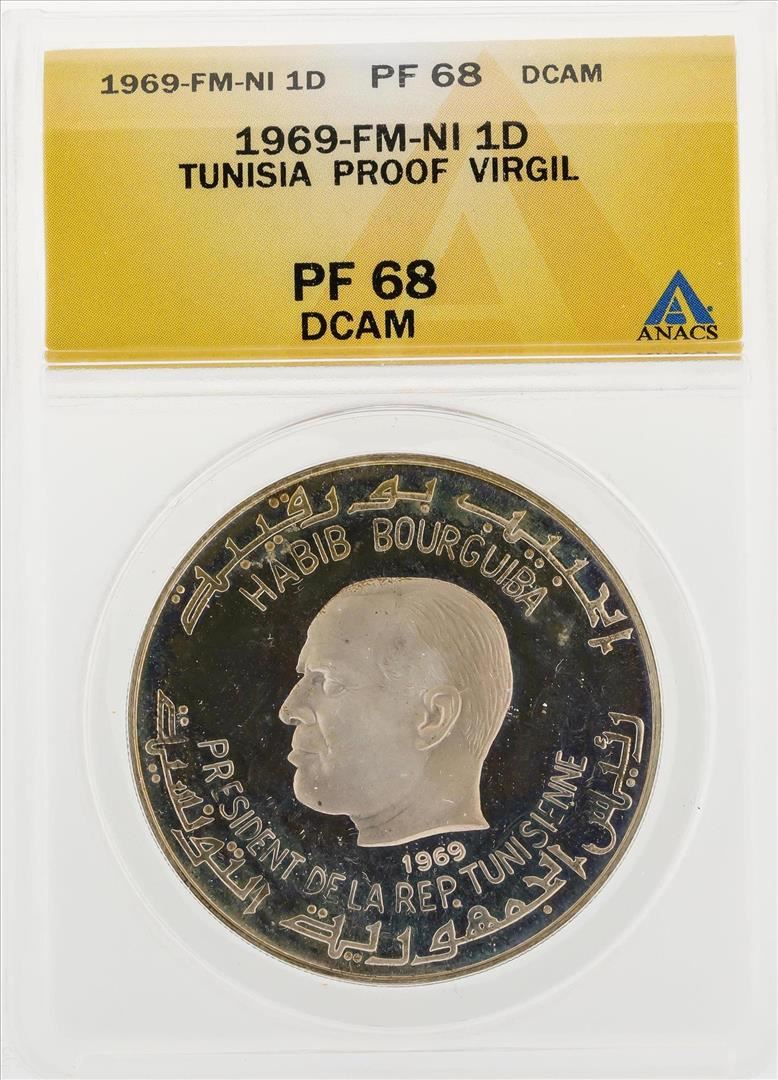 1969-FM-NI 1D PF 68 DCAM
1969-FM-NI 1D
TUNISIA PROOF VIRGIL
PF 68
DCAM
ANACS
الحبيب بورقيبة
HABIB BOURGUIBA
1969
PRESIDENT DE LA REP. TUNISIENNE
رئيس الجمهورية التونسية